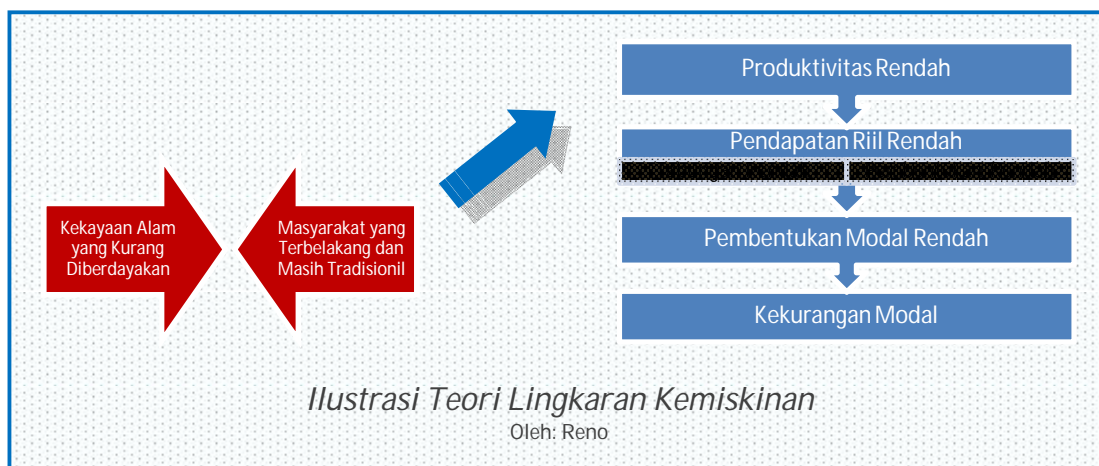 Kekayaan Alam
yang Kurang
Diberdayakan
Masyarakat yang
Terbelakang dan
Masih Tradisionil
Produktivitas Rendah
Pendapatan Riil Rendah
Pembentukan Modal Rendah
Kekurangan Modal
Ilustrasi Teori Lingkaran Kemiskinan
Oleh: Reno